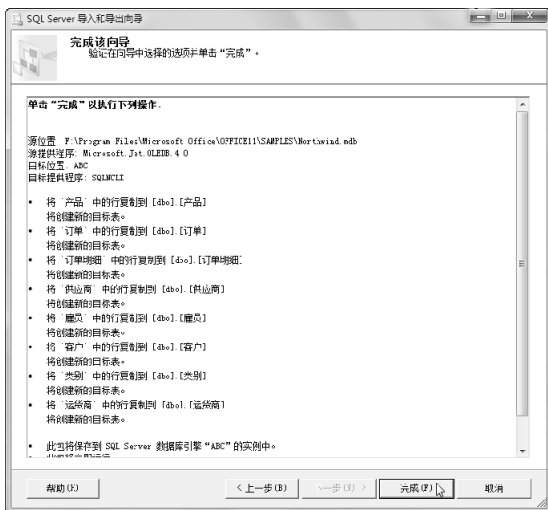 SQL Server 导入和导出向导
完成该向导
验证在向导中选择的选项并单击“完成”。
单击“完成”以执行下列操作.
源位置 F:\Program Files\Microsoft Office\OFFICE11\SAMPLES\Northwind.mdb
源提供程序: Microsoft.Jet.OLEDB.4 0
目标位置. ABC
目标提供程序: SQLNCLI
• 将 `产品` 中的行复制到 [dbo].[产品]
将创建新的目标表。
• 将 `订单` 中的行复制到 [dbo].[订单]
将创建新的目标表。
• 将 `订单明细` 中的行复制到 [dbo].[订单明细]
将创建新的目标表。
• 将 `供应商` 中的行复制到 [dbo].[供应商]
将创建新的目标表。
• 将 `雇员` 中的行复制到 [dbo].[雇员]
将创建新的目标表。
• 将 `客户` 中的行复制到 [dbo].[客户]
将创建新的目标表。
• 将 `类别` 中的行复制到 [dbo].[类别]
将创建新的目标表。
• 将 `运货商` 中的行复制到 [dbo].[运货商]
将创建新的目标表。
• 此包将保存到 SQL Server 数据库引擎“ABC”的实例中。
帮助(H) < 上一步(B) 下一步(N) > 完成(F) 取消